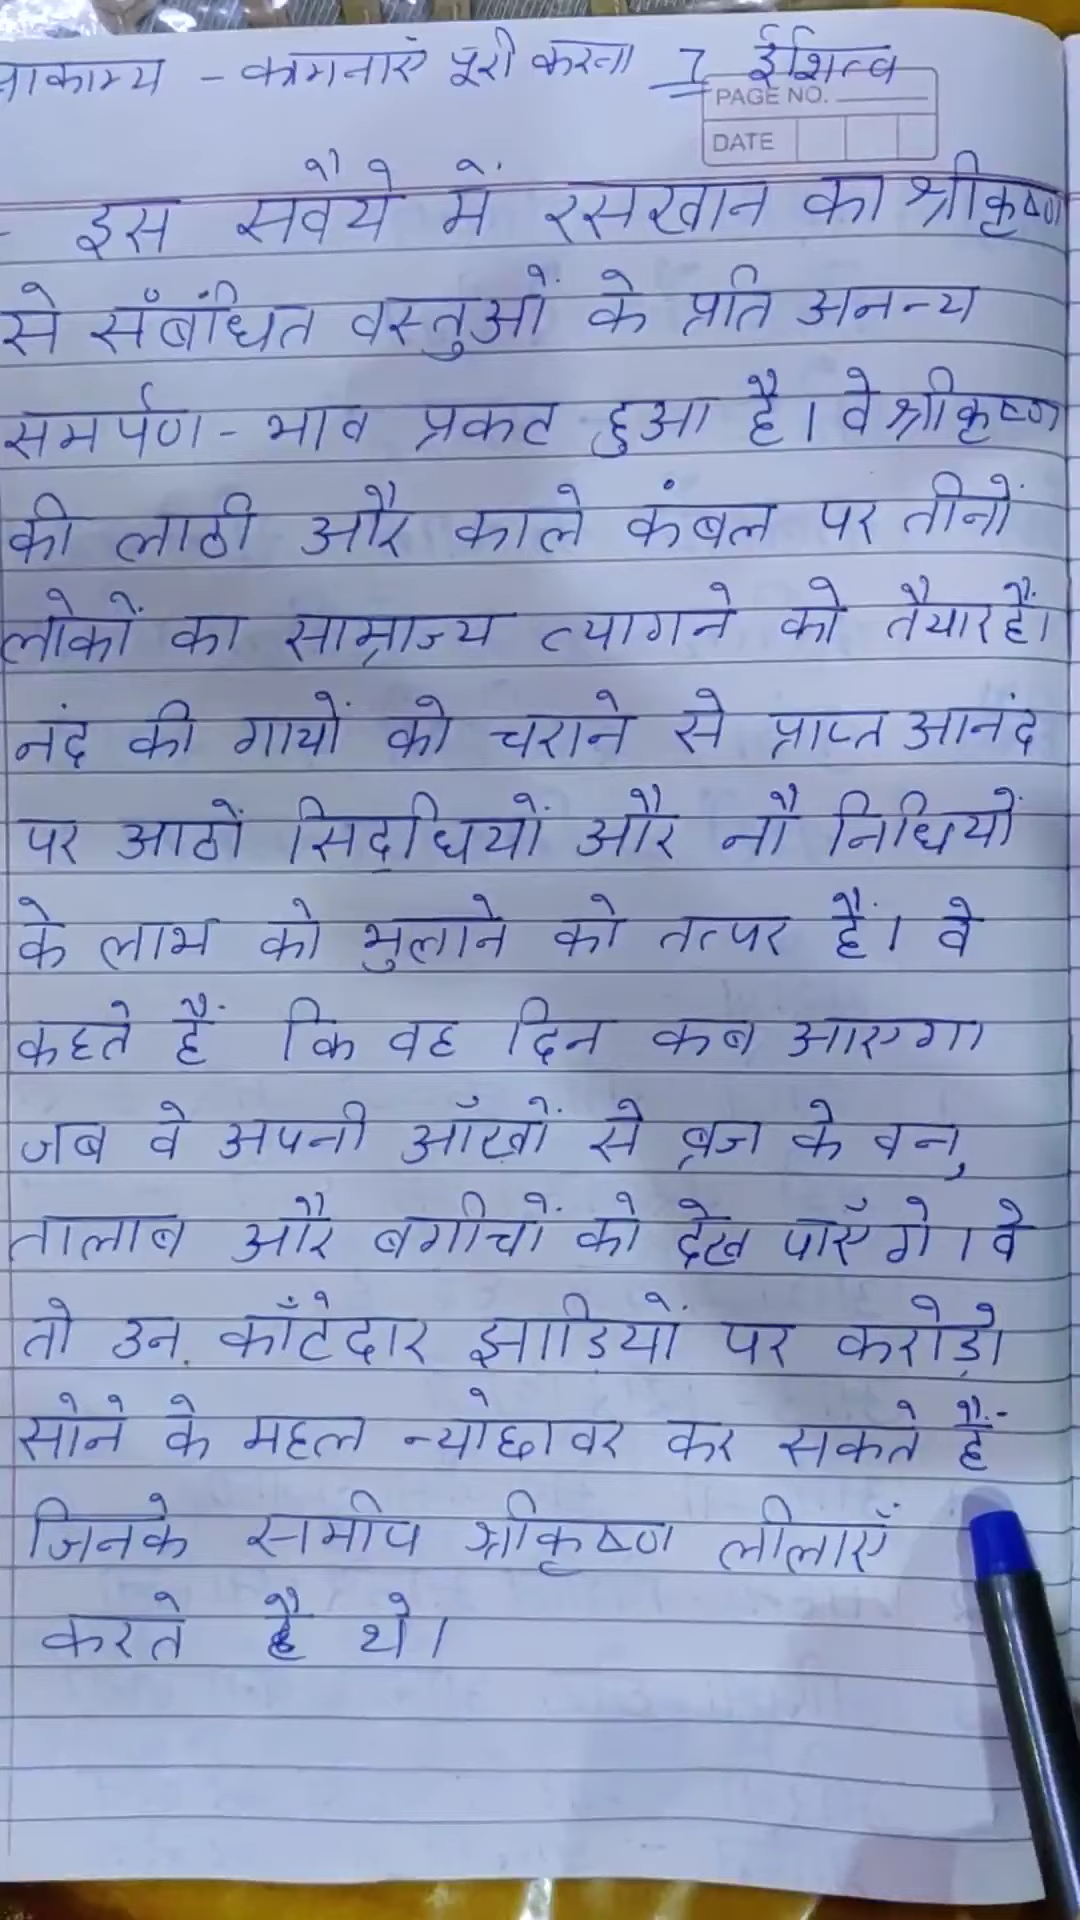 प्राकाम्य - कामनाएं पूरी करना 7 ईशित्व
PAGE NO.
DATE
- इस सवैये में रसखान का श्रीकृष्ण
से सँबंधित वस्तुओं के प्रति अनन्य
समर्पण - भाव प्रकट हुआ है। वे श्रीकृष्ण
की लाठी और काले कंबल पर तीनों
लोकों का साम्राज्य त्यागने को तैयार हैं।
नंद की गायों को चराने से प्राप्त आनंद
पर आठों सिद्धियों और नौ निधियों
के लाभ को भुलाने को तत्पर हैं। वे
कहते हैं कि वह दिन कब आएगा
जब वे अपनी आँखों से ब्रज के वन,
तालाब और बगीचों को देख पाएँगे। वे
तो उन काँटेदार झाडियों पर करोड़ो
सोने के महल न्योछावर कर सकते हैं-
जिनके समीप श्रीकृष्ण लीलाएँ
करते है थे।